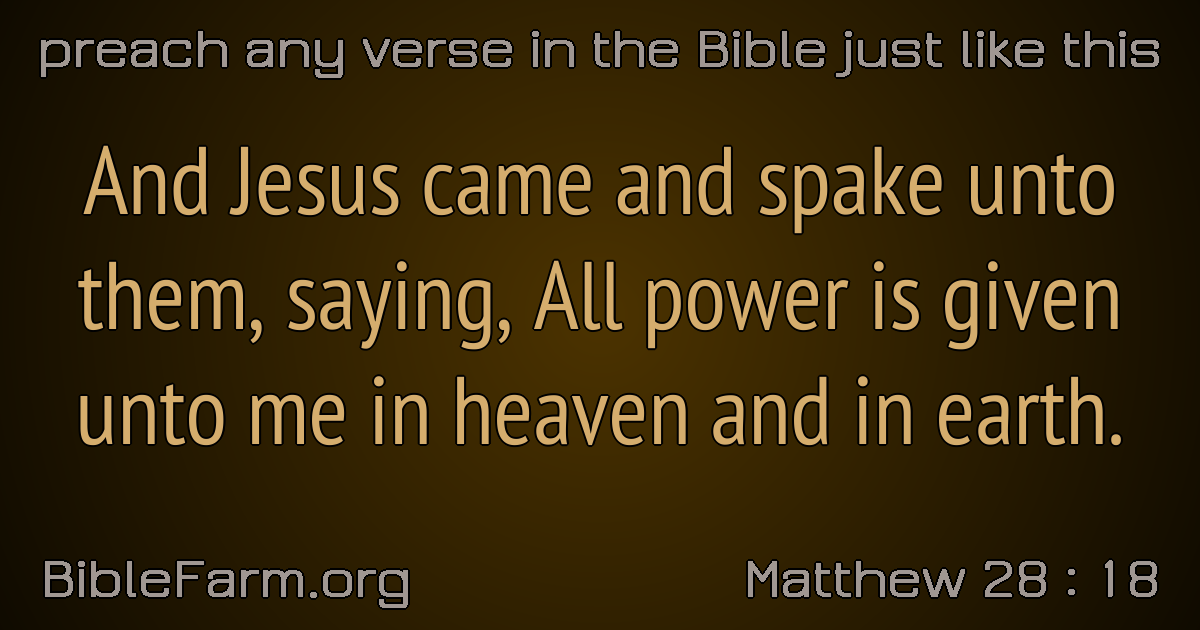 preach any verse in the Bible just like this
And Jesus came and spake unto
them, saying, All power is given
unto me in heaven and in earth.
BibleFarm.org
Matthew 28 : 18